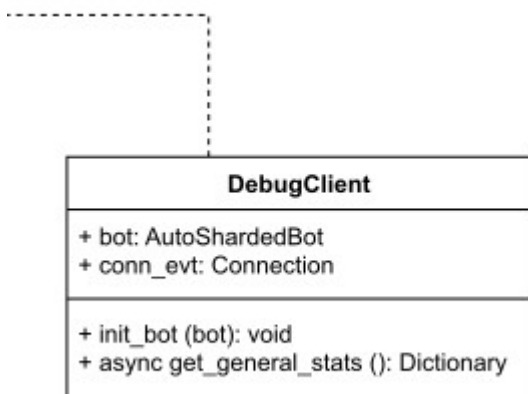 DebugClient
+ bot: AutoShardedBot
+ conn_evt: Connection
+ init_bot (bot): void
+ async get_general_stats (): Dictionary